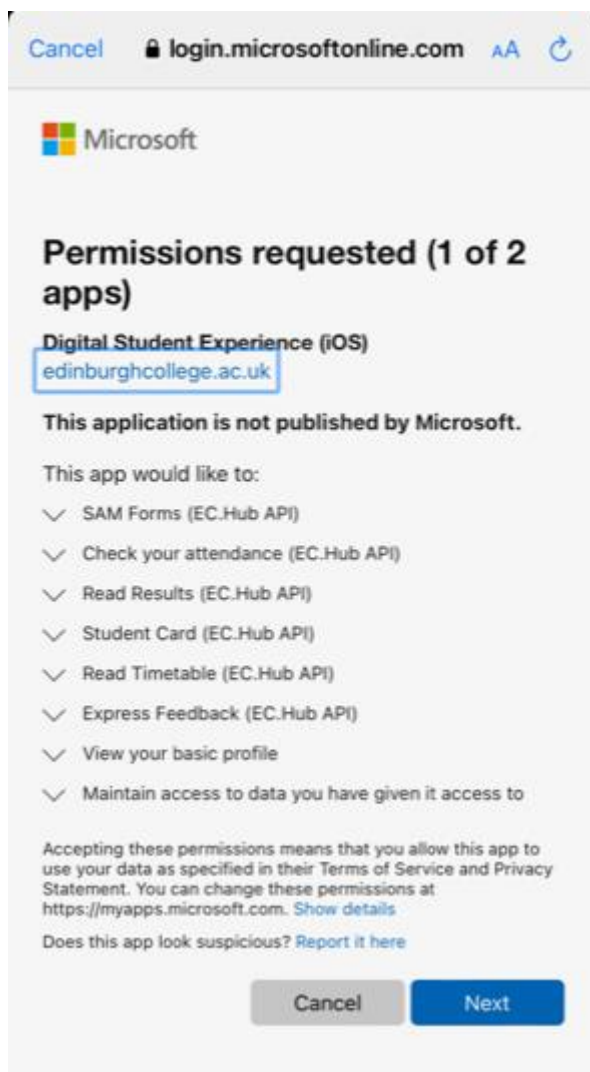 Cancel login.microsoftonline.com AA
Microsoft
Permissions requested (1 of 2
apps)
Digital Student Experience (iOS)
edinburghcollege.ac.uk
This application is not published by Microsoft.
This app would like to:
SAM Forms (EC.Hub API)
Check your attendance (EC.Hub API)
Read Results (EC.Hub API)
Student Card (EC.Hub API)
Read Timetable (EC.Hub API)
Express Feedback (EC.Hub API)
View your basic profile
Maintain access to data you have given it access to
Accepting these permissions means that you allow this app to
use your data as specified in their Terms of Service and Privacy
Statement. You can change these permissions at
https://myapps.microsoft.com. Show details
Does this app look suspicious? Report it here
Cancel Next